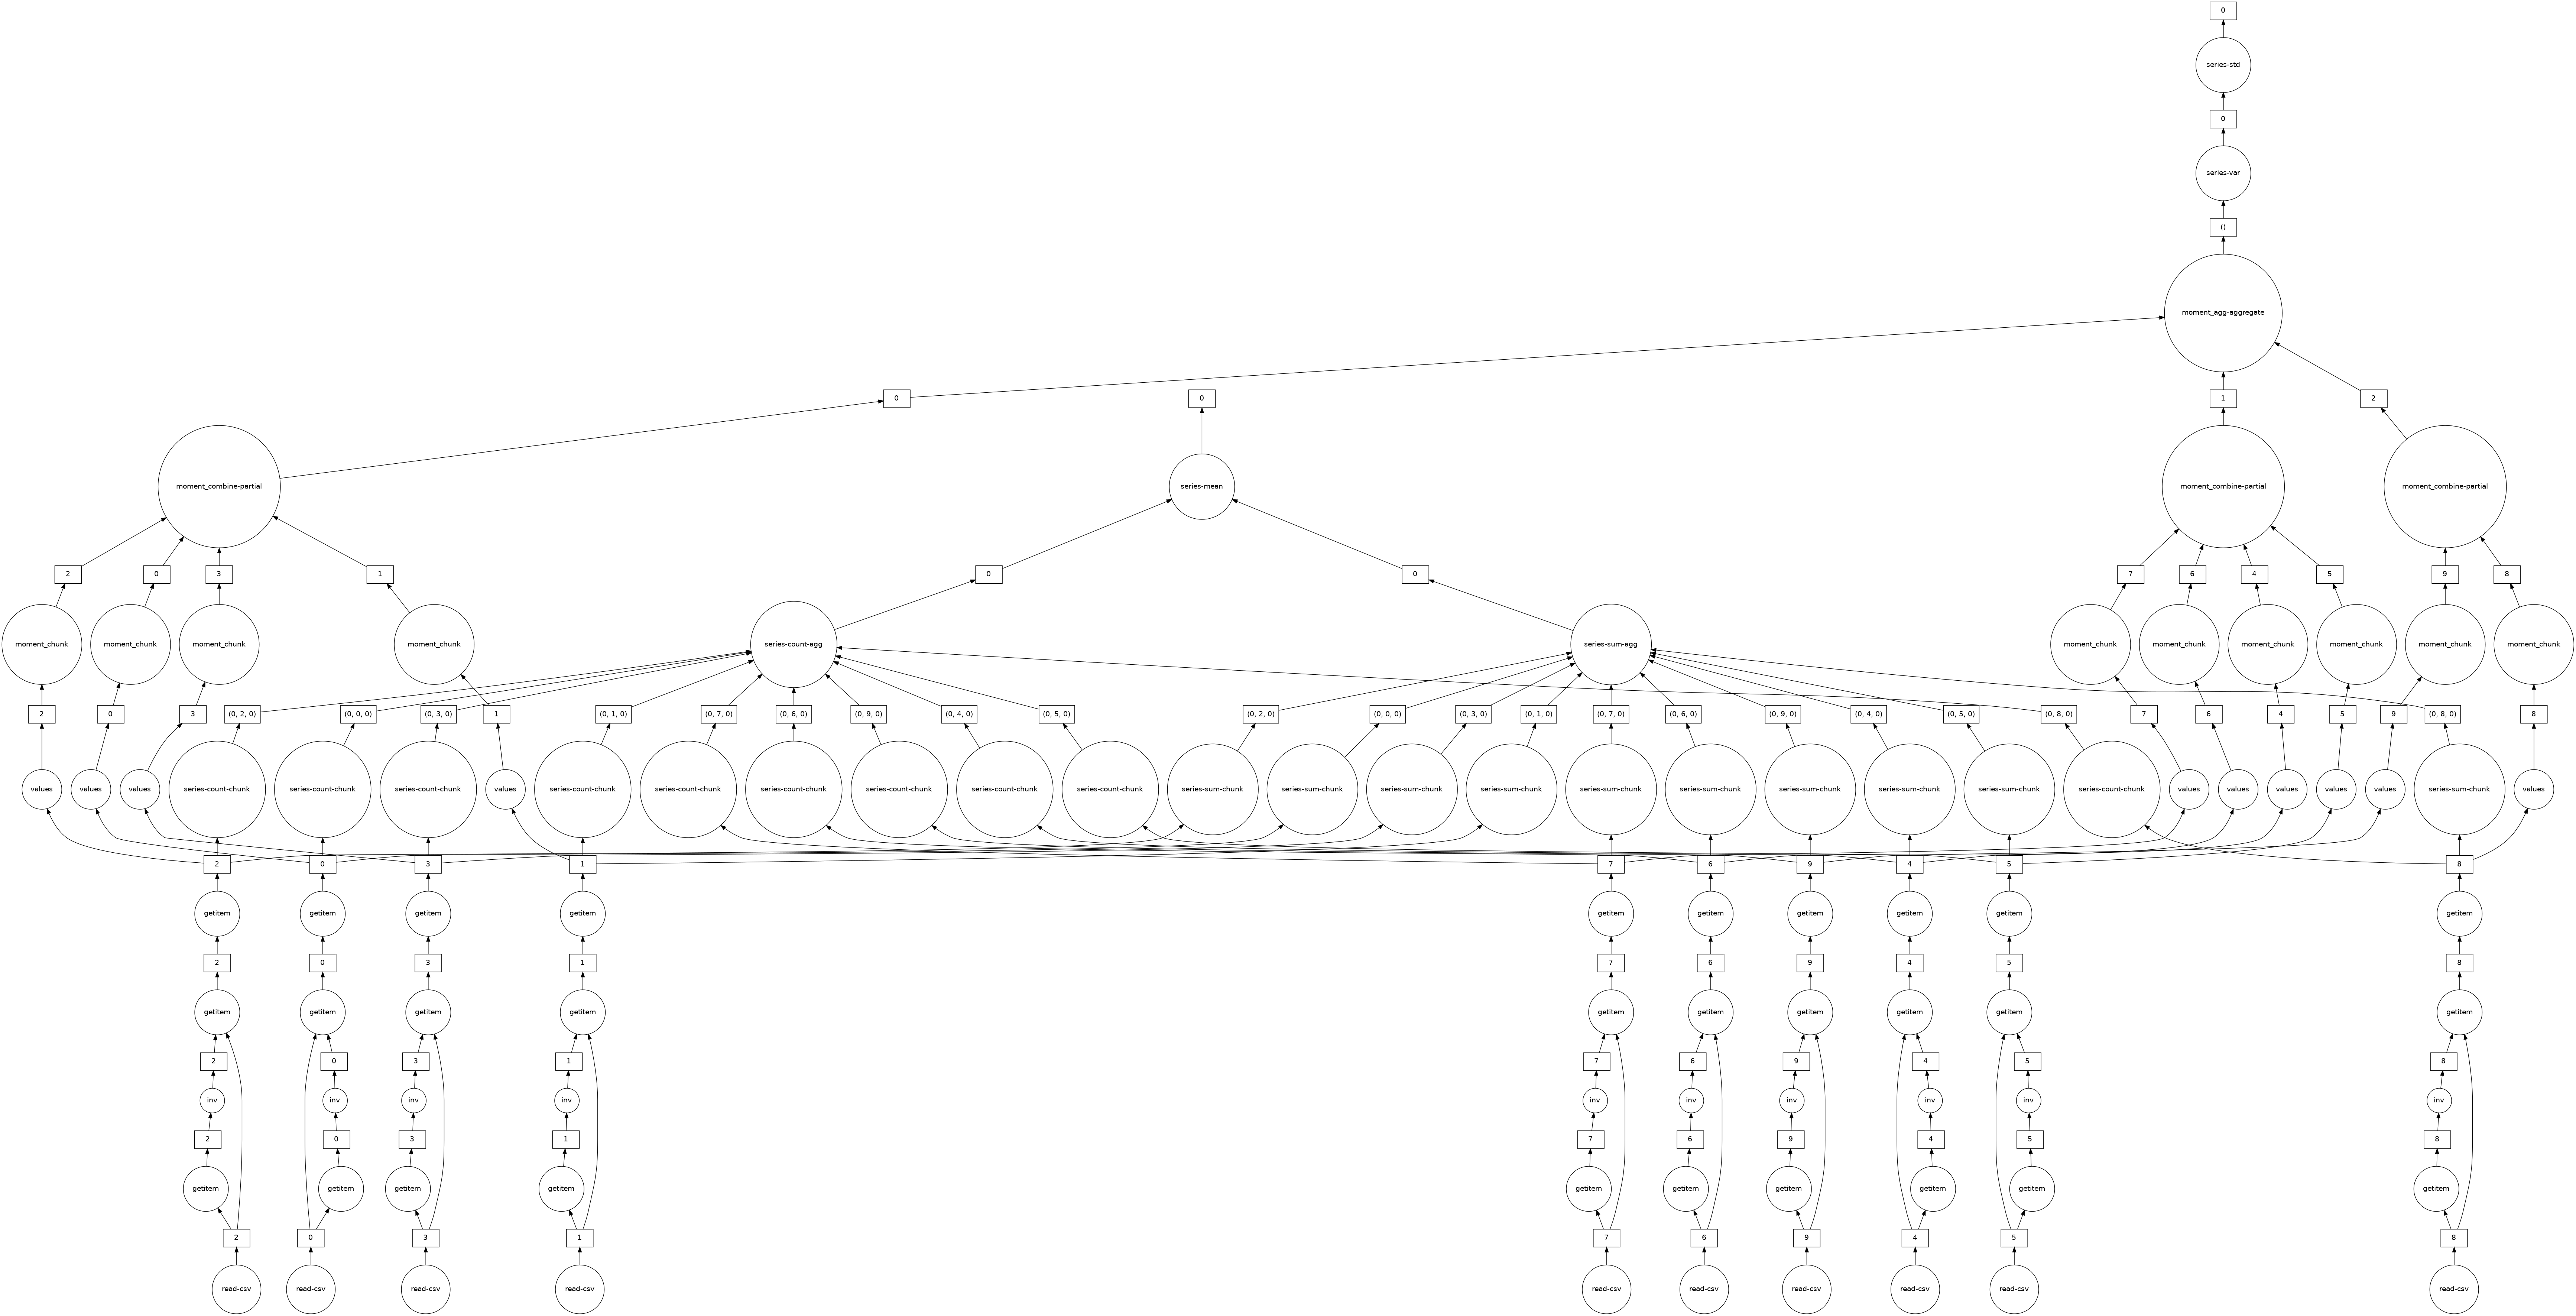 0
series-std
0
series-var
()
moment_agg-aggregate
0 0 1 2
moment_combine-partial series-mean moment_combine-partial moment_combine-partial
2 0 3 1 0 0 7 6 4 5 9 8
moment_chunk moment_chunk moment_chunk moment_chunk series-count-agg series-sum-agg moment_chunk moment_chunk moment_chunk moment_chunk moment_chunk moment_chunk
2 0 3 (0, 2, 0) (0, 0, 0) (0, 3, 0) 1 (0, 1, 0) (0, 7, 0) (0, 6, 0) (0, 9, 0) (0, 4, 0) (0, 5, 0) (0, 2, 0) (0, 0, 0) (0, 3, 0) (0, 1, 0) (0, 7, 0) (0, 6, 0) (0, 9, 0) (0, 4, 0) (0, 5, 0) (0, 8, 0) 7 6 4 5 9 (0, 8, 0) 8
values values values series-count-chunk series-count-chunk series-count-chunk values series-count-chunk series-count-chunk series-count-chunk series-count-chunk series-count-chunk series-count-chunk series-sum-chunk series-sum-chunk series-sum-chunk series-sum-chunk series-sum-chunk series-sum-chunk series-sum-chunk series-sum-chunk series-sum-chunk series-count-chunk values values values values values series-sum-chunk values
2 0 3 1 7 6 9 4 5 8
getitem getitem getitem getitem getitem getitem getitem getitem getitem getitem
2 0 3 1 7 6 9 4 5 8
getitem getitem getitem getitem getitem getitem getitem getitem getitem getitem
2 0 3 1 7 6 9 4 5 8
inv inv inv inv inv inv inv inv inv inv
2 0 3 1 7 6 9 4 5 8
getitem getitem getitem getitem getitem getitem getitem getitem getitem getitem
2 0 3 1 7 6 9 4 5 8
read-csv read-csv read-csv read-csv read-csv read-csv read-csv read-csv read-csv read-csv